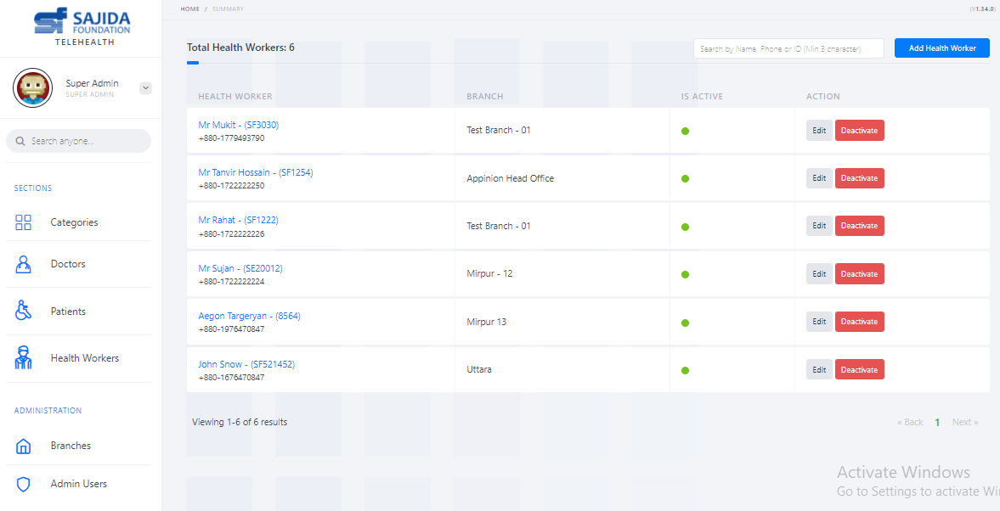 SAJIDA
FOUNDATION
TELEHEALTH
Super Admin
SUPER ADMIN
Search anyone...
SECTIONS
Categories
Doctors
Patients
Health Workers
ADMINISTRATION
Branches
Admin Users
HOME / SUMMARY
(V1.34.0)
Total Health Workers: 6
Search by Name, Phone or ID (Min 3 character)
Add Health Worker
HEALTH WORKER BRANCH IS ACTIVE ACTION
Mr Mukit - (SF3030)
+880-1779493790
Test Branch - 01
Edit Deactivate
Mr Tanvir Hossain - (SF1254)
+880-1722222250
Appinion Head Office
Edit Deactivate
Mr Rahat - (SF1222)
+880-1722222226
Test Branch - 01
Edit Deactivate
Mr Sujan - (SE20012)
+880-1722222224
Mirpur - 12
Edit Deactivate
Aegon Targeryan - (8564)
+880-1976470847
Mirpur 13
Edit Deactivate
John Snow - (SF521452)
+880-1676470847
Uttara
Edit Deactivate
Viewing 1-6 of 6 results
« Back 1 Next »
Activate Windows
Go to Settings to activate Wi